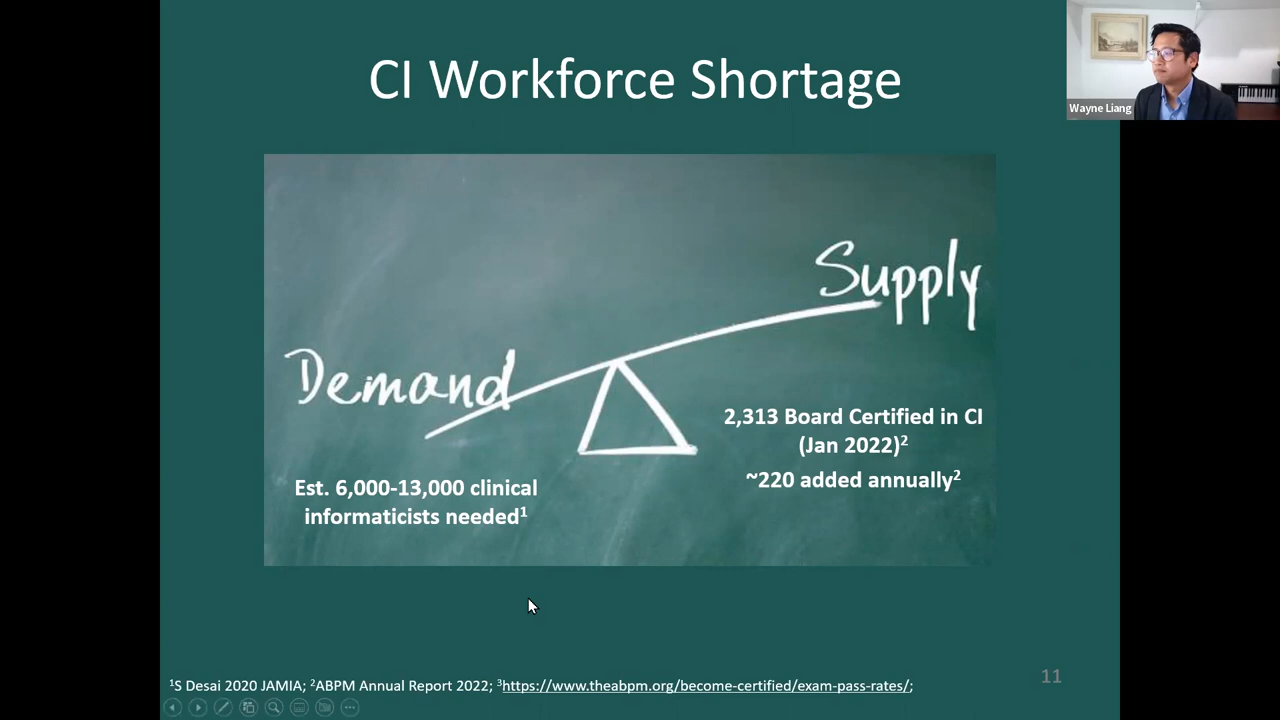 CI Workforce Shortage
Wayne Liang
Supply
Demand
2,313 Board Certified in CI
(Jan 2022)²
~220 added annually²
Est. 6,000-13,000 clinical
informaticists needed¹
¹S Desai 2020 JAMIA; ²ABPM Annual Report 2022; ³https://www.theabpm.org/become-certified/exam-pass-rates/;
11